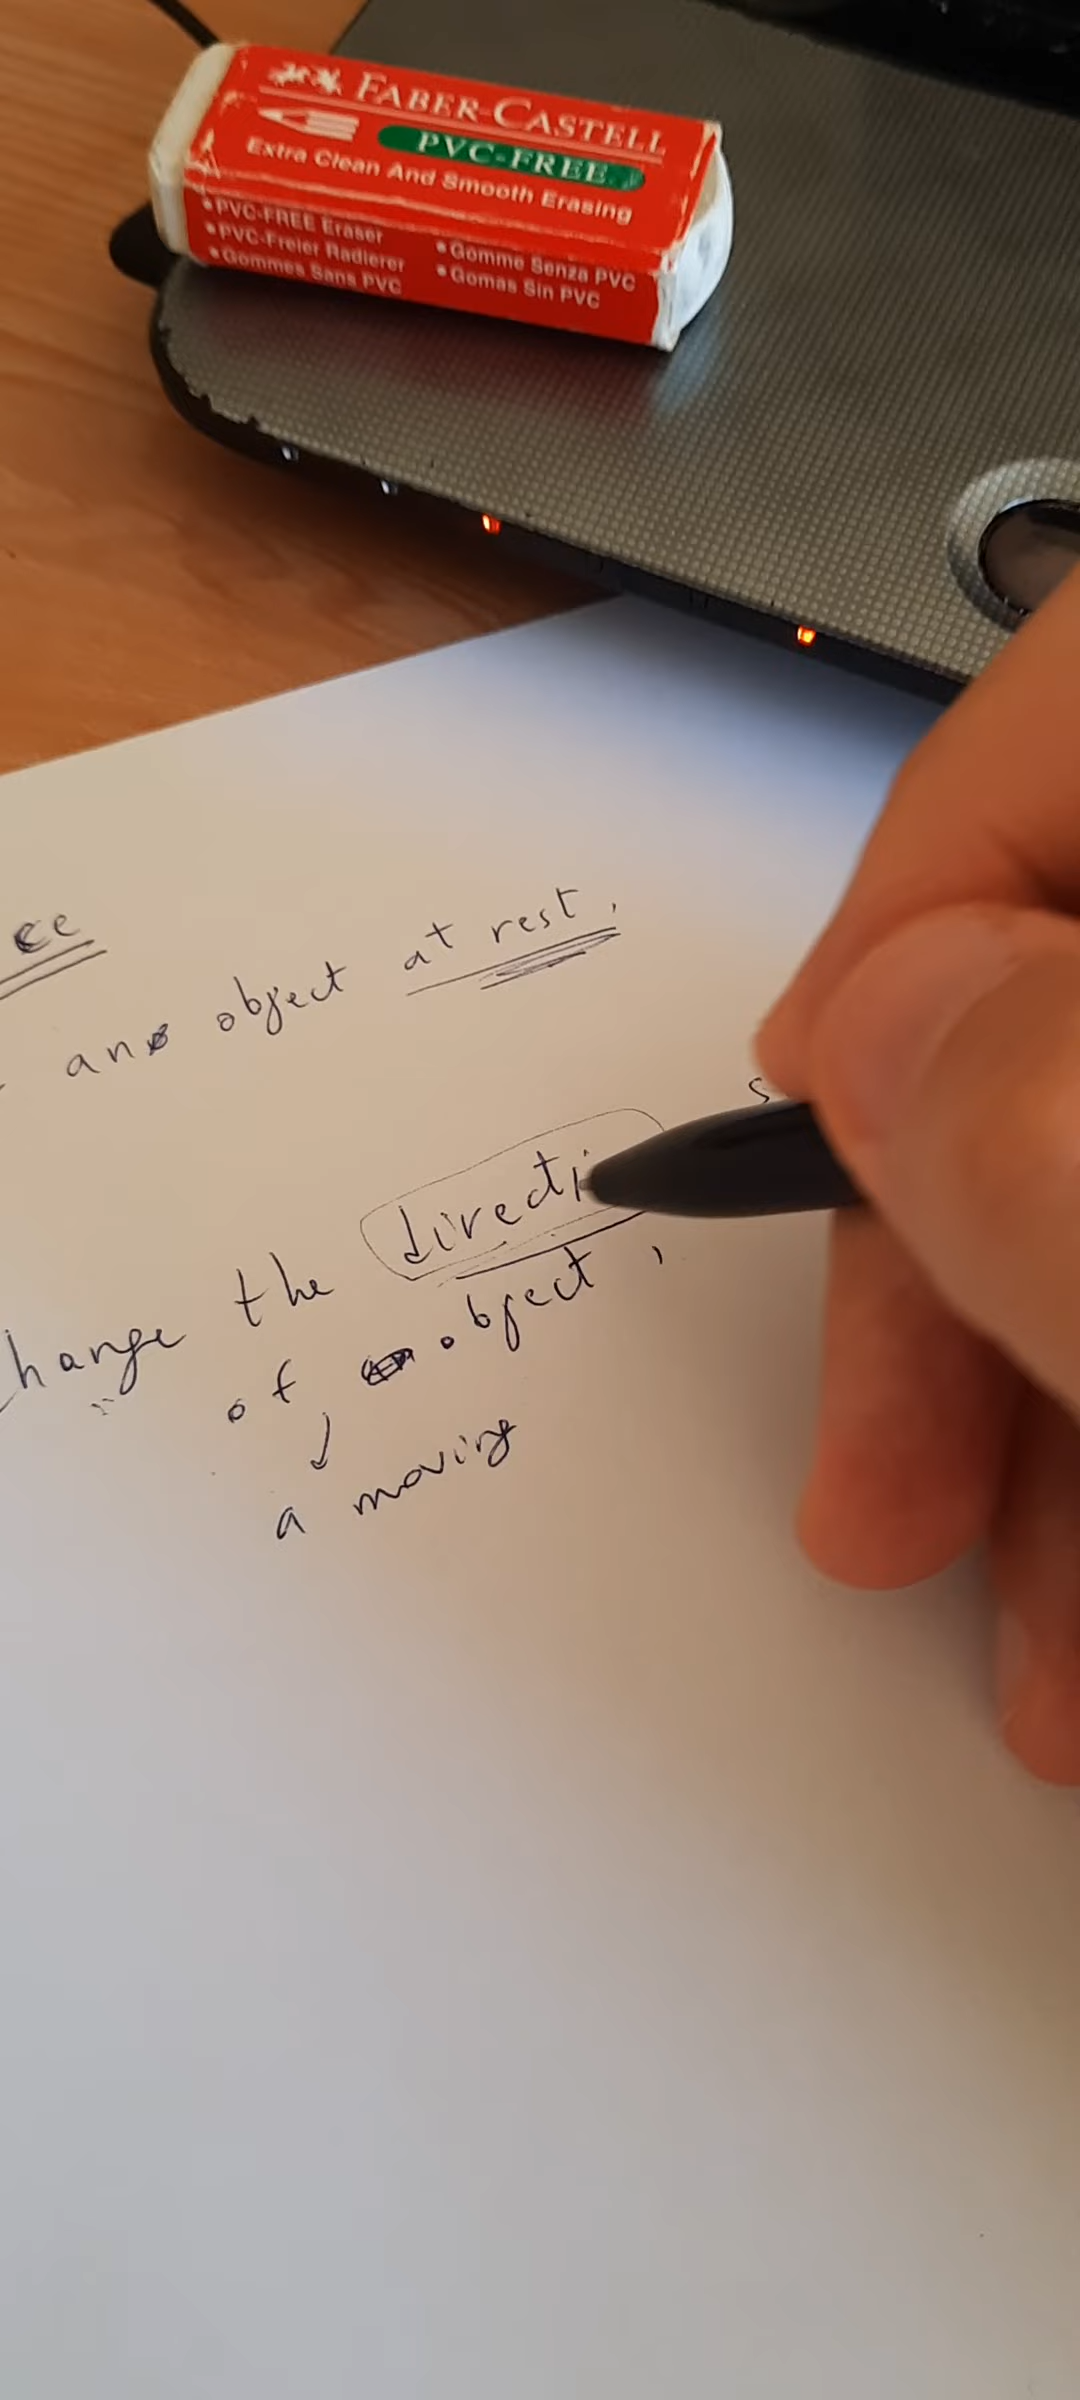 FABER-CASTELL
PVC-FREE
Extra Clean And Smooth Erasing
•PVC-FREE Eraser
•PVC-Freier Radierer
•Gommes Sans PVC
•Gomme Senza PVC
•Gomas Sin PVC
ce
an object at rest,
s
change the directi
of object,
a moving